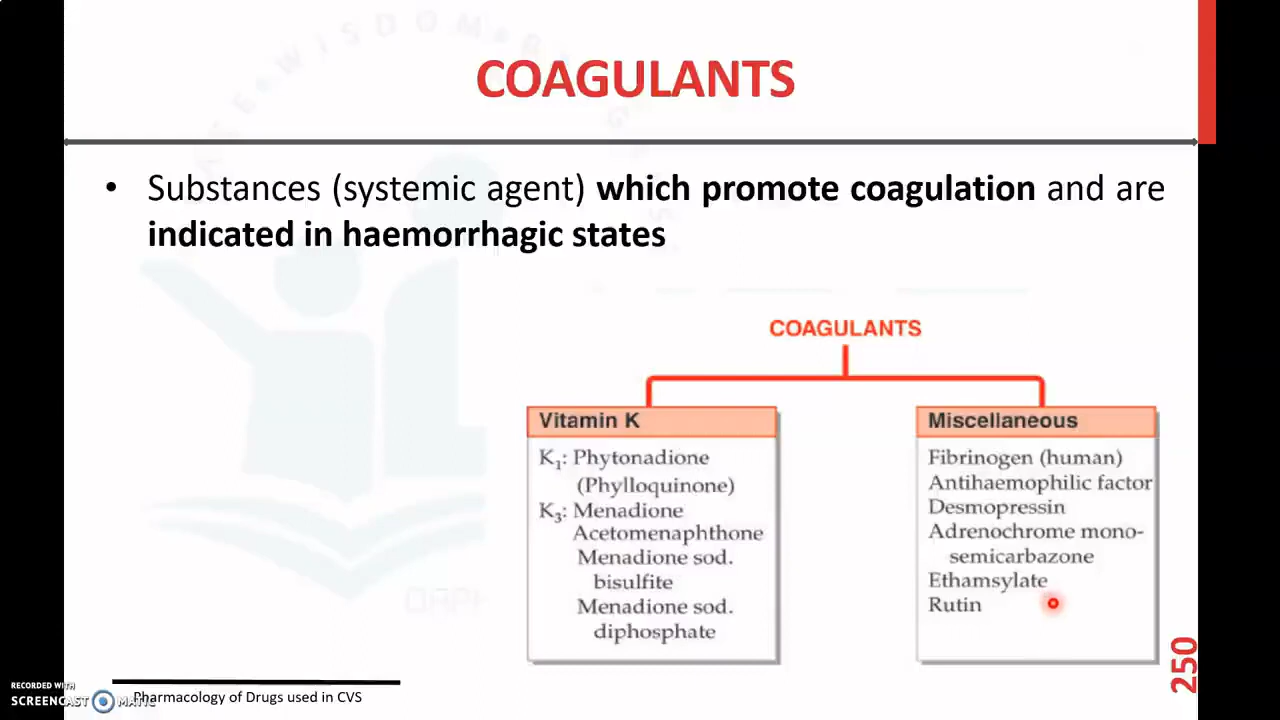 COAGULANTS
• Substances (systemic agent) which promote coagulation and are
indicated in haemorrhagic states
COAGULANTS
Vitamin K
K₁: Phytonadione
(Phylloquinone)
K₃: Menadione
Acetomenaphthone
Menadione sod.
bisulfite
Menadione sod.
diphosphate
Miscellaneous
Fibrinogen (human)
Antihaemophilic factor
Desmopressin
Adrenochrome mono-
semicarbazone
Ethamsylate
Rutin
250
Pharmacology of Drugs used in CVS
RECORDED WITH
SCREENCAST MATIC